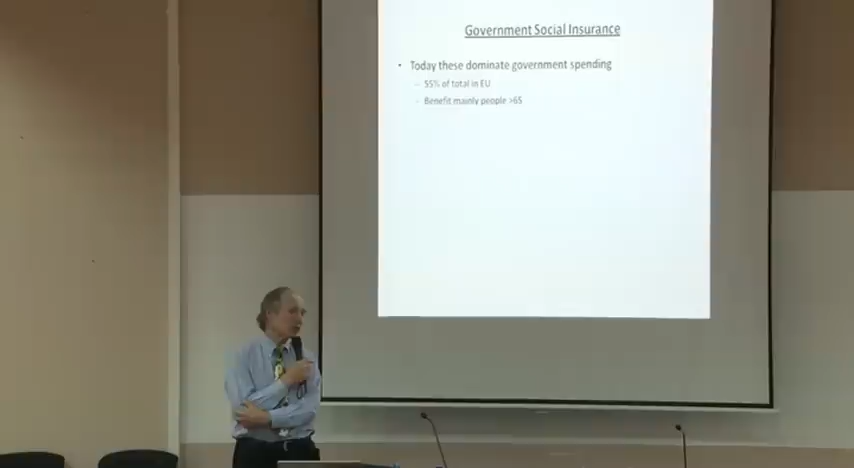 Government Social Insurance
• Today these dominate government spending
– 55% of total in EU
– Benefit mainly people >65